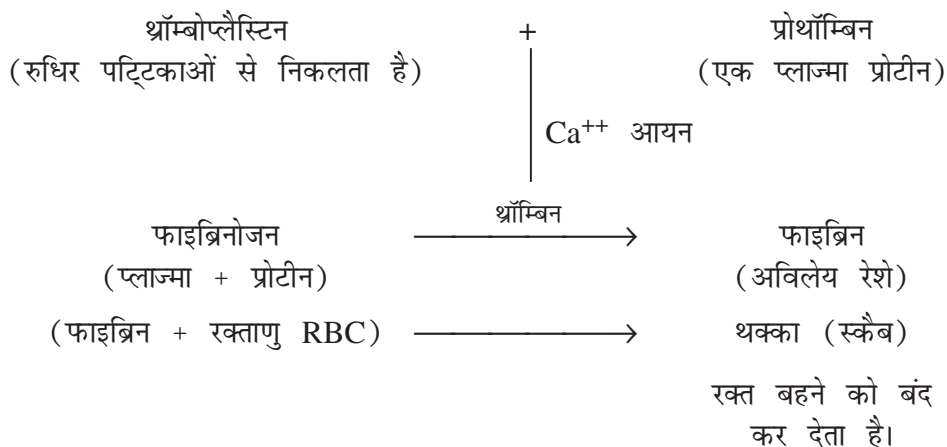 थ्रॉम्बोप्लैस्टिन + प्रोथॉम्बिन
(रुधिर पट्टिकाओं से निकलता है) (एक प्लाज्मा प्रोटीन)
Ca++ आयन
थ्रॉम्बिन
फाइब्रिनोजन फाइब्रिन
(प्लाज्मा + प्रोटीन) (अविलेय रेशे)
(फाइब्रिन + रक्ताणु RBC) थक्का (स्कैब)
रक्त बहने को बंद
कर देता है।